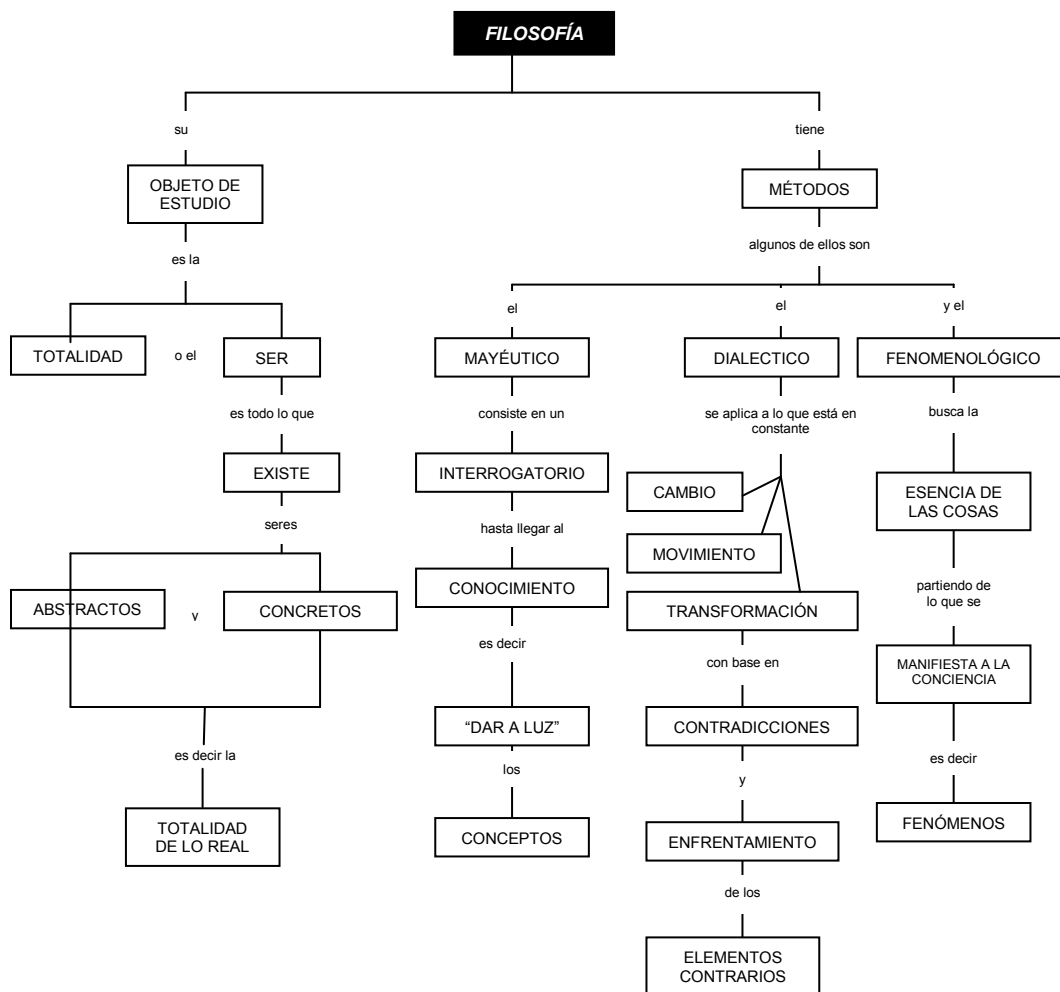 FILOSOFÍA
su
tiene
OBJETO DE
ESTUDIO
MÉTODOS
es la
algunos de ellos son
el
el
y el
TOTALIDAD
o el
SER
MAYÉUTICO
DIALECTICO
FENOMENOLÓGICO
es todo lo que
consiste en un
se aplica a lo que está en
constante
busca la
EXISTE
INTERROGATORIO
CAMBIO
ESENCIA DE
LAS COSAS
seres
hasta llegar al
MOVIMIENTO
ABSTRACTOS
y
CONCRETOS
CONOCIMIENTO
TRANSFORMACIÓN
partiendo de
lo que se
es decir
con base en
MANIFIESTA A LA
CONCIENCIA
"DAR A LUZ"
CONTRADICCIONES
es decir la
los
y
es decir
TOTALIDAD
DE LO REAL
CONCEPTOS
ENFRENTAMIENTO
FENÓMENOS
de los
ELEMENTOS
CONTRARIOS